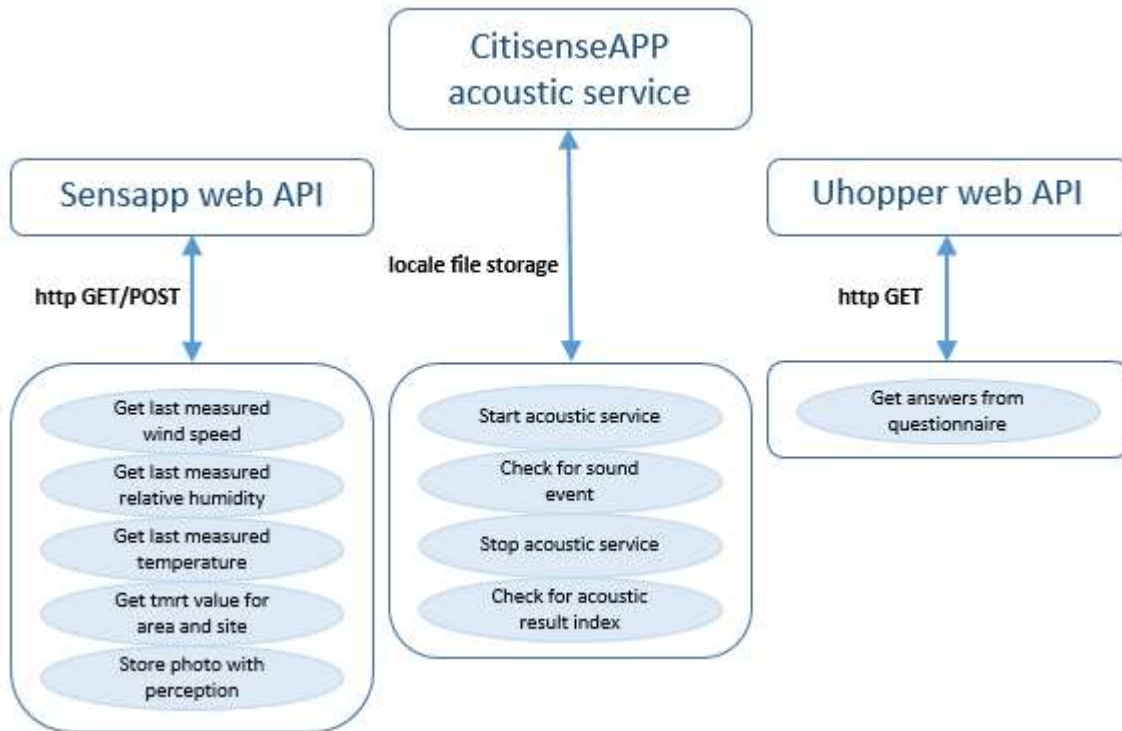 CitisenseAPP
acoustic service
Sensapp web API
Uhopper web API
locale file storage
http GET/POST
http GET
Get last measured
wind speed
Get last measured
relative humidity
Get last measured
temperature
Get tmrt value for
area and site
Store photo with
perception
Start acoustic service
Check for sound
event
Stop acoustic service
Check for acoustic
result index
Get answers from
questionnaire